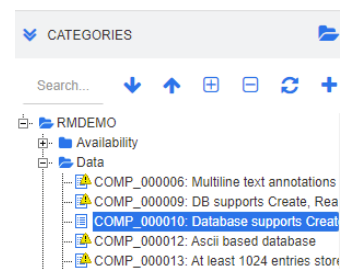 CATEGORIES
Search...
RMDEMO
Availability
Data
COMP_000006: Multiline text annotations
COMP_000009: DB supports Create, Rea
COMP_000010: Database supports Create
COMP_000012: Ascii based database
COMP_000013: At least 1024 entries store